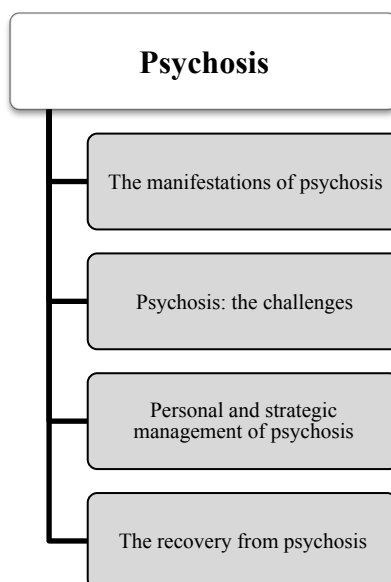 Psychosis
The manifestations of psychosis
Psychosis: the challenges
Personal and strategic
management of psychosis
The recovery from psychosis